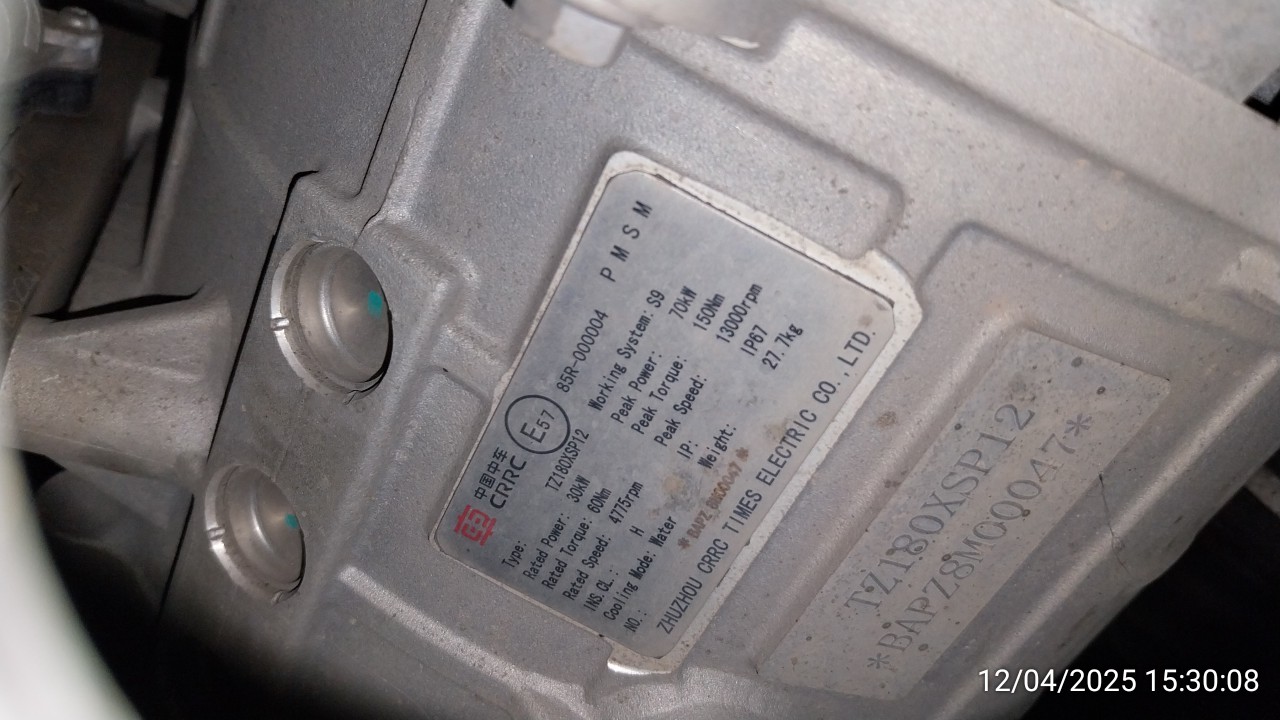 中国中车
CRRC
E57
85R-000004
PMSM
Type: TZ180XSP12
Working System: S9
Rated Power: 30kW
Peak Power: 70kW
Rated Torque: 60Nm
Peak Torque: 150Nm
Rated Speed: 4775rpm
Peak Speed: 13000rpm
INS.CL.: H
IP: IP67
Cooling Mode: Water
Weight: 27.7kg
NO.:
ZHUZHOU CRRC TIMES ELECTRIC CO.,LTD.
TZ180XSP12
12/04/2025 15:30:08